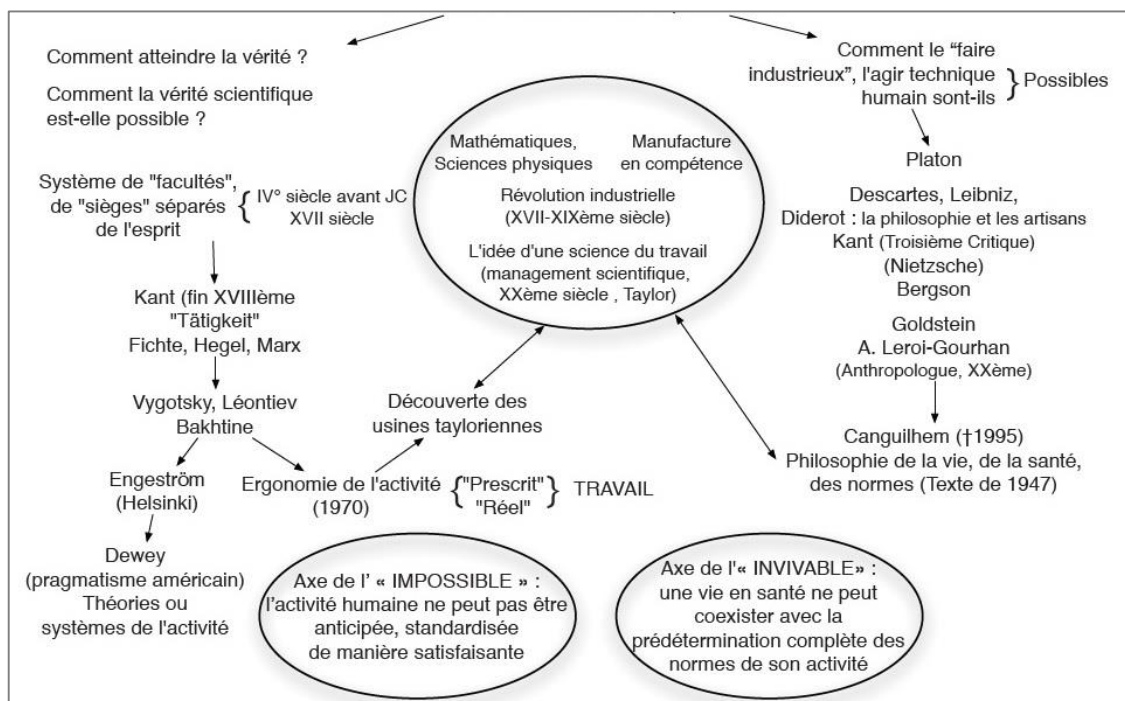 Comment atteindre la vérité ?
Comment la vérité scientifique
est-elle possible ?
Système de "facultés",
de "sièges" séparés
de l'esprit
{ IV° siècle avant JC
XVII siècle
Kant (fin XVIIIème
"Tätigkeit"
Fichte, Hegel, Marx
Vygotsky, Léontiev
Bakhtine
Engeström
(Helsinki)
Dewey
(pragmatisme américain)
Théories ou
systèmes de l'activité
Ergonomie de l'activité
(1970)
{ "Prescrit" }
"Réel"
TRAVAIL
Découverte des
usines tayloriennes
Mathématiques,
Sciences physiques
Manufacture
en compétence
Révolution industrielle
(XVII-XIXème siècle)
L'idée d'une science du travail
(management scientifique,
XXème siècle , Taylor)
Comment le "faire
industrieux", l'agir technique
humain sont-ils
} Possibles
Platon
Descartes, Leibniz,
Diderot : la philosophie et les artisans
Kant (Troisième Critique)
(Nietzsche)
Bergson
Goldstein
A. Leroi-Gourhan
(Anthropologue, XXème)
Canguilhem (†1995)
Philosophie de la vie, de la santé,
des normes (Texte de 1947)
Axe de l' « IMPOSSIBLE » :
l'activité humaine ne peut pas être
anticipée, standardisée
de manière satisfaisante
Axe de l'« INVIVABLE» :
une vie en santé ne peut
coexister avec la
prédétermination complète des
normes de son activité